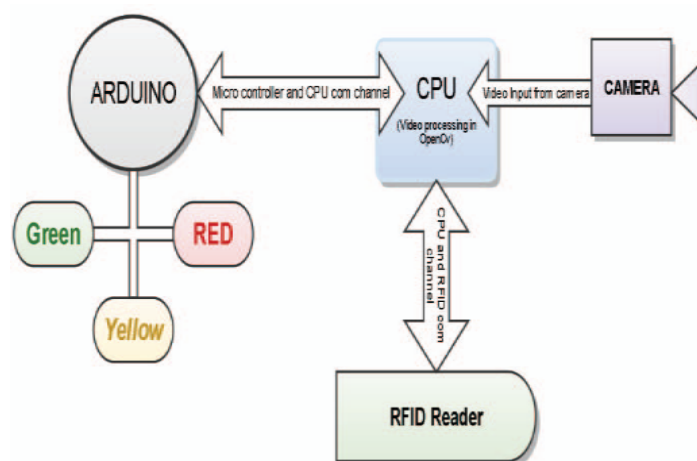 ARDUINO
Micro controller and CPU com channel
CPU
(Video processing in
OpenCv)
Video Input from camera
CAMERA
Green
RED
Yellow
CPU and RFID com
channel
RFID Reader